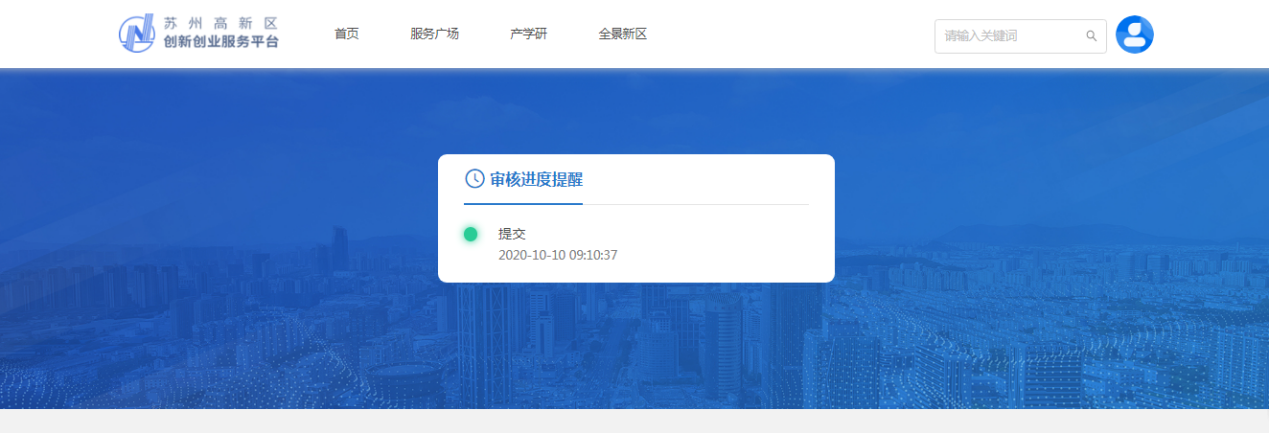 苏州高新区
创新创业服务平台
首页
服务广场
产学研
全景新区
请输入关键词
审核进度提醒
提交
2020-10-10 09:10:37